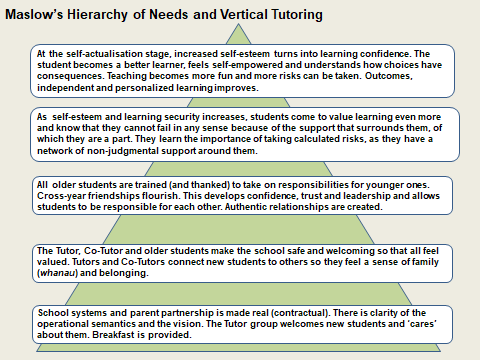 Maslow's Hierarchy of Needs and Vertical Tutoring
At the self-actualisation stage, increased self-esteem turns into learning confidence. The
student becomes a better learner, feels self-empowered and understands how choices have
consequences. Teaching becomes more fun and more risks can be taken. Outcomes,
independent and personalized learning improves.
As self-esteem and learning security increases, students come to value learning even more
and know that they cannot fail in any sense because of the support that surrounds them, of
which they are a part. They learn the importance of taking calculated risks, as they have a
network of non-judgmental support around them.
All older students are trained (and thanked) to take on responsibilities for younger ones.
Cross-year friendships flourish. This develops confidence, trust and leadership and allows
students to be responsible for each other. Authentic relationships are created.
The Tutor, Co-Tutor and older students make the school safe and welcoming so that all feel
valued. Tutors and Co-Tutors connect new students to others so they feel a sense of family
(whanau) and belonging.
School systems and parent partnership is made real (contractual). There is clarity of the
operational semantics and the vision. The Tutor group welcomes new students and 'cares'
about them. Breakfast is provided.